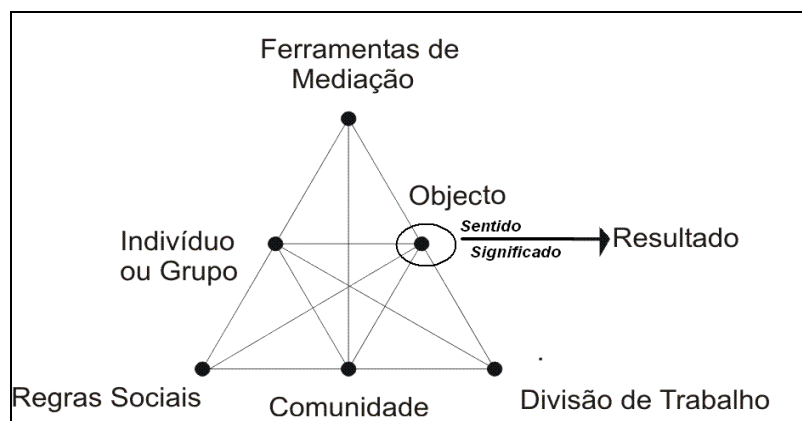 Ferramentas de
Mediação
Objecto
Sentido
Significado
Resultado
Indivíduo
ou Grupo
Regras Sociais
Comunidade
Divisão de Trabalho